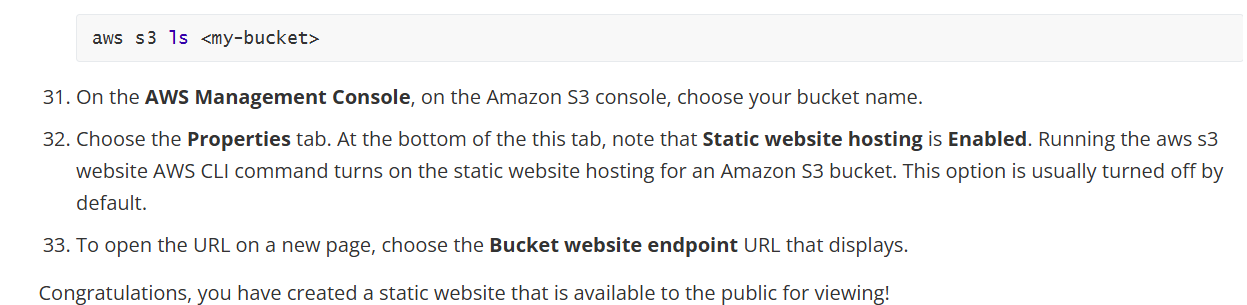 aws s3 ls <my-bucket>
31. On the AWS Management Console, on the Amazon S3 console, choose your bucket name.
32. Choose the Properties tab. At the bottom of the this tab, note that Static website hosting is Enabled. Running the aws s3
website AWS CLI command turns on the static website hosting for an Amazon S3 bucket. This option is usually turned off by
default.
33. To open the URL on a new page, choose the Bucket website endpoint URL that displays.
Congratulations, you have created a static website that is available to the public for viewing!